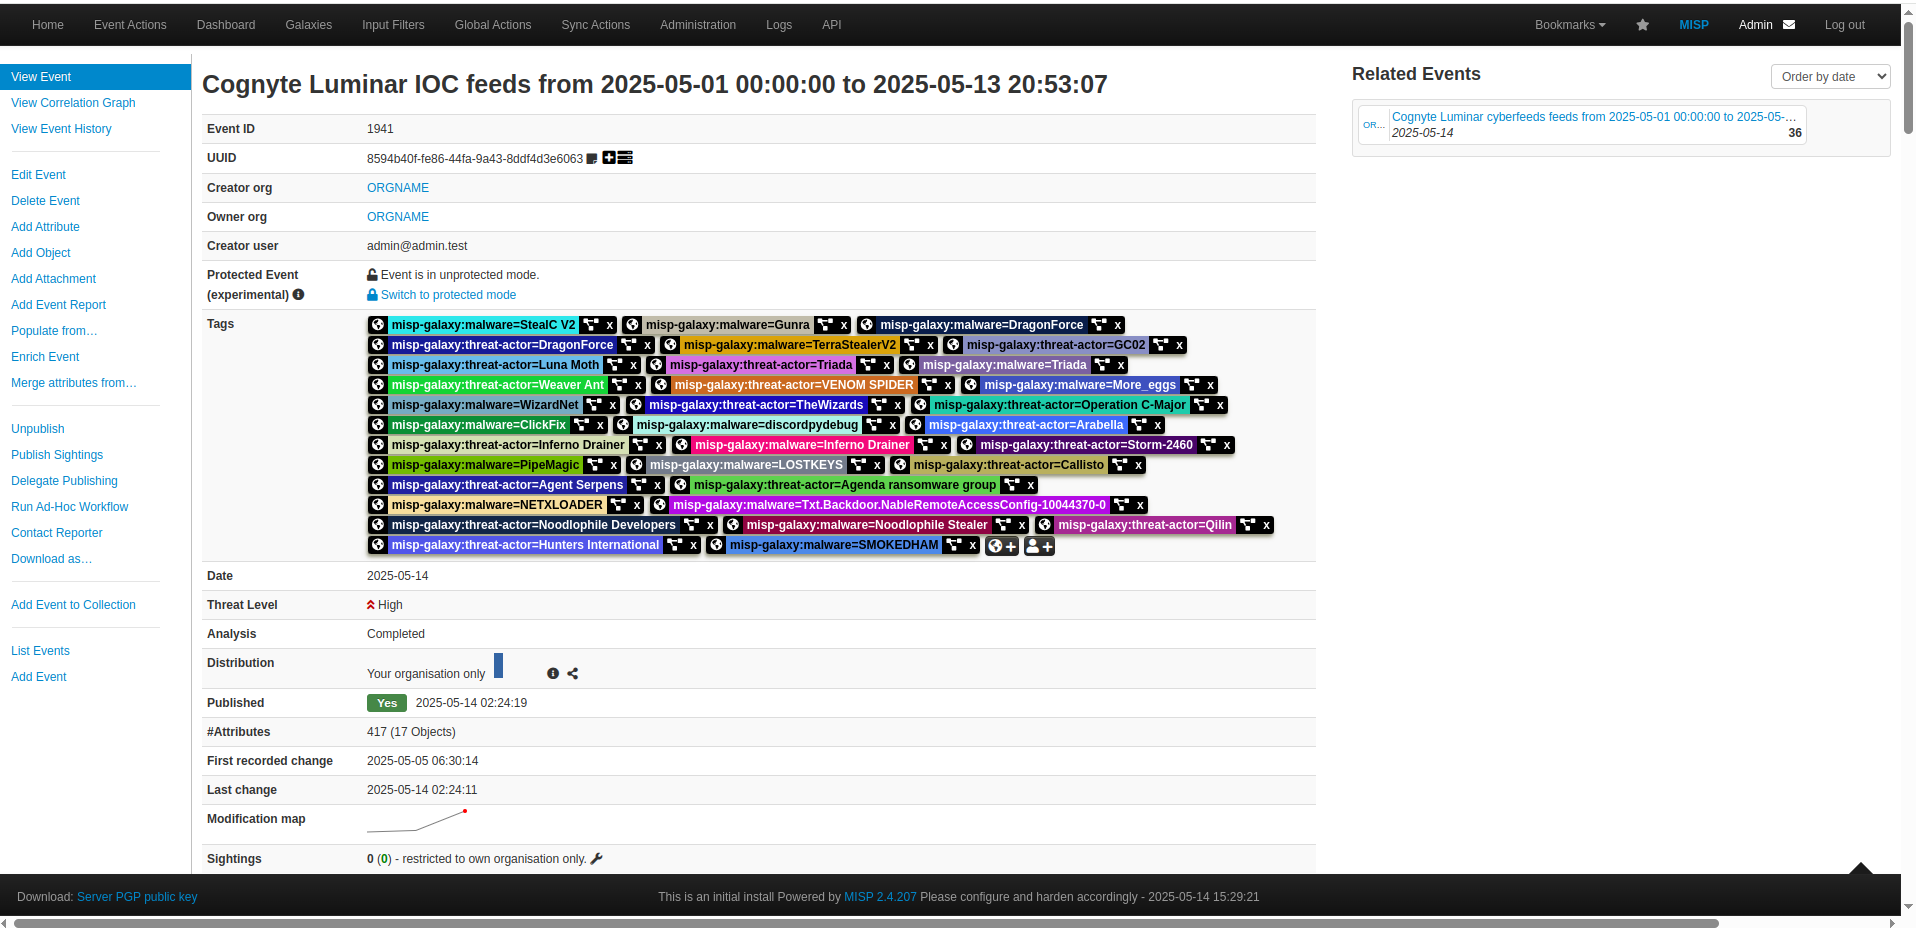 Home Event Actions Dashboard Galaxies Input Filters Global Actions Sync Actions Administration Logs API Bookmarks MISP Admin Log out
View Event
View Correlation Graph
View Event History
Edit Event
Delete Event
Add Attribute
Add Object
Add Attachment
Add Event Report
Populate from…
Enrich Event
Merge attributes from…
Unpublish
Publish Sightings
Delegate Publishing
Run Ad-Hoc Workflow
Contact Reporter
Download as…
Add Event to Collection
List Events
Add Event
Cognyte Luminar IOC feeds from 2025-05-01 00:00:00 to 2025-05-13 20:53:07
Event ID 1941
UUID 8594b40f-fe86-44fa-9a43-8ddf4d3e6063
Creator org ORGNAME
Owner org ORGNAME
Creator user admin@admin.test
Protected Event Event is in unprotected mode.
(experimental) Switch to protected mode
Tags misp-galaxy:malware=StealC V2 x misp-galaxy:malware=Gunra x misp-galaxy:malware=DragonForce x
misp-galaxy:threat-actor=DragonForce x misp-galaxy:malware=TerraStealerV2 x misp-galaxy:threat-actor=GC02 x
misp-galaxy:threat-actor=Luna Moth x misp-galaxy:threat-actor=Triada x misp-galaxy:malware=Triada x
misp-galaxy:threat-actor=Weaver Ant x misp-galaxy:threat-actor=VENOM SPIDER x misp-galaxy:malware=More_eggs x
misp-galaxy:malware=WizardNet x misp-galaxy:threat-actor=TheWizards x misp-galaxy:threat-actor=Operation C-Major x
misp-galaxy:malware=ClickFix x misp-galaxy:malware=discordpydebug x misp-galaxy:threat-actor=Arabella x
misp-galaxy:threat-actor=Inferno Drainer x misp-galaxy:malware=Inferno Drainer x misp-galaxy:threat-actor=Storm-2460 x
misp-galaxy:malware=PipeMagic x misp-galaxy:malware=LOSTKEYS x misp-galaxy:threat-actor=Callisto x
misp-galaxy:threat-actor=Agent Serpens x misp-galaxy:threat-actor=Agenda ransomware group x
misp-galaxy:malware=NETXLOADER x misp-galaxy:malware=Txt.Backdoor.NableRemoteAccessConfig-10044370-0 x
misp-galaxy:threat-actor=Noodlophile Developers x misp-galaxy:malware=Noodlophile Stealer x misp-galaxy:threat-actor=Qilin x
misp-galaxy:threat-actor=Hunters International x misp-galaxy:malware=SMOKEDHAM x + +
Date 2025-05-14
Threat Level High
Analysis Completed
Distribution Your organisation only
Published Yes 2025-05-14 02:24:19
#Attributes 417 (17 Objects)
First recorded change 2025-05-05 06:30:14
Last change 2025-05-14 02:24:11
Modification map
Sightings 0 (0) - restricted to own organisation only.
Related Events Order by date
OR... Cognyte Luminar cyberfeeds feeds from 2025-05-01 00:00:00 to 2025-05-...
2025-05-14 36
Download: Server PGP public key This is an initial install Powered by MISP 2.4.207 Please configure and harden accordingly - 2025-05-14 15:29:21